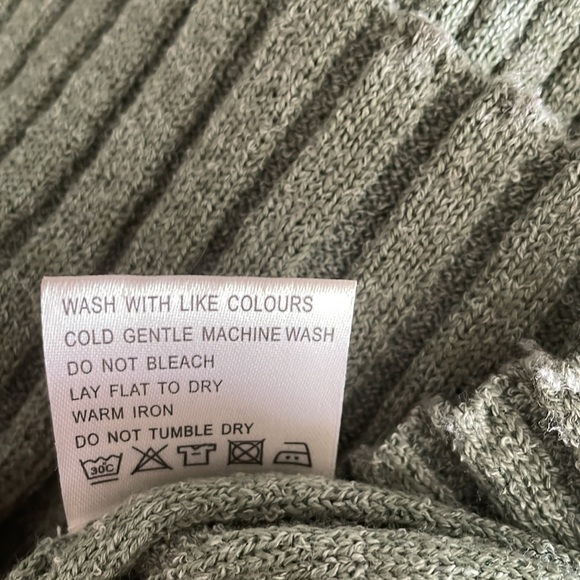 WASH WITH LIKE COLOURS
COLD GENTLE MACHINE WASH
DO NOT BLEACH
LAY FLAT TO DRY
WARM IRON
DO NOT TUMBLE DRY
30C